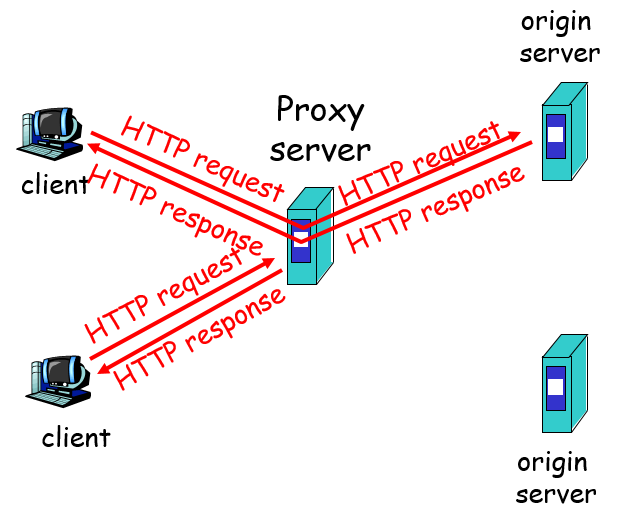 origin
server
Proxy
server
client
HTTP request
HTTP response
HTTP request
HTTP response
HTTP request
HTTP response
client
origin
server